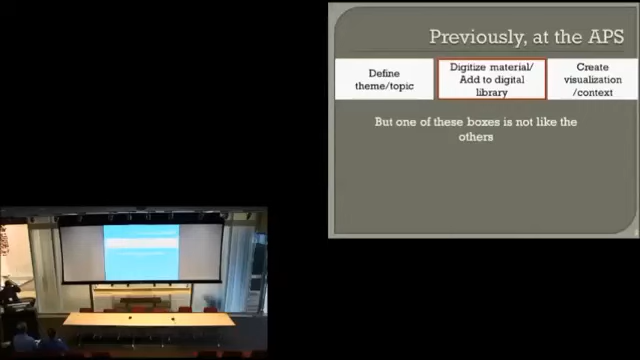 Previously, at the APS
Define
theme/topic
Digitize material/
Add to digital
library
Create
visualization
/context
But one of these boxes is not like the
others